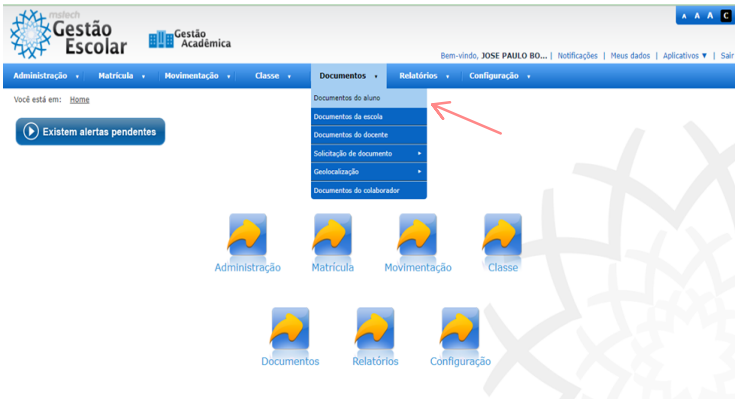 mstech
Gestão
Escolar
Gestão
Acadêmica
A A A C
Bem-vindo, JOSE PAULO BO... | Notificações | Meus dados | Aplicativos ▼ | Sair
Administração Matrícula Movimentação Classe Documentos Relatórios Configuração
Você está em: Home
Documentos do aluno
Existem alertas pendentes
Documentos da escola
Documentos do docente
Solicitação de documento
Geolocalização
Documentos do colaborador
Administração Matrícula Movimentação Classe
Documentos Relatórios Configuração